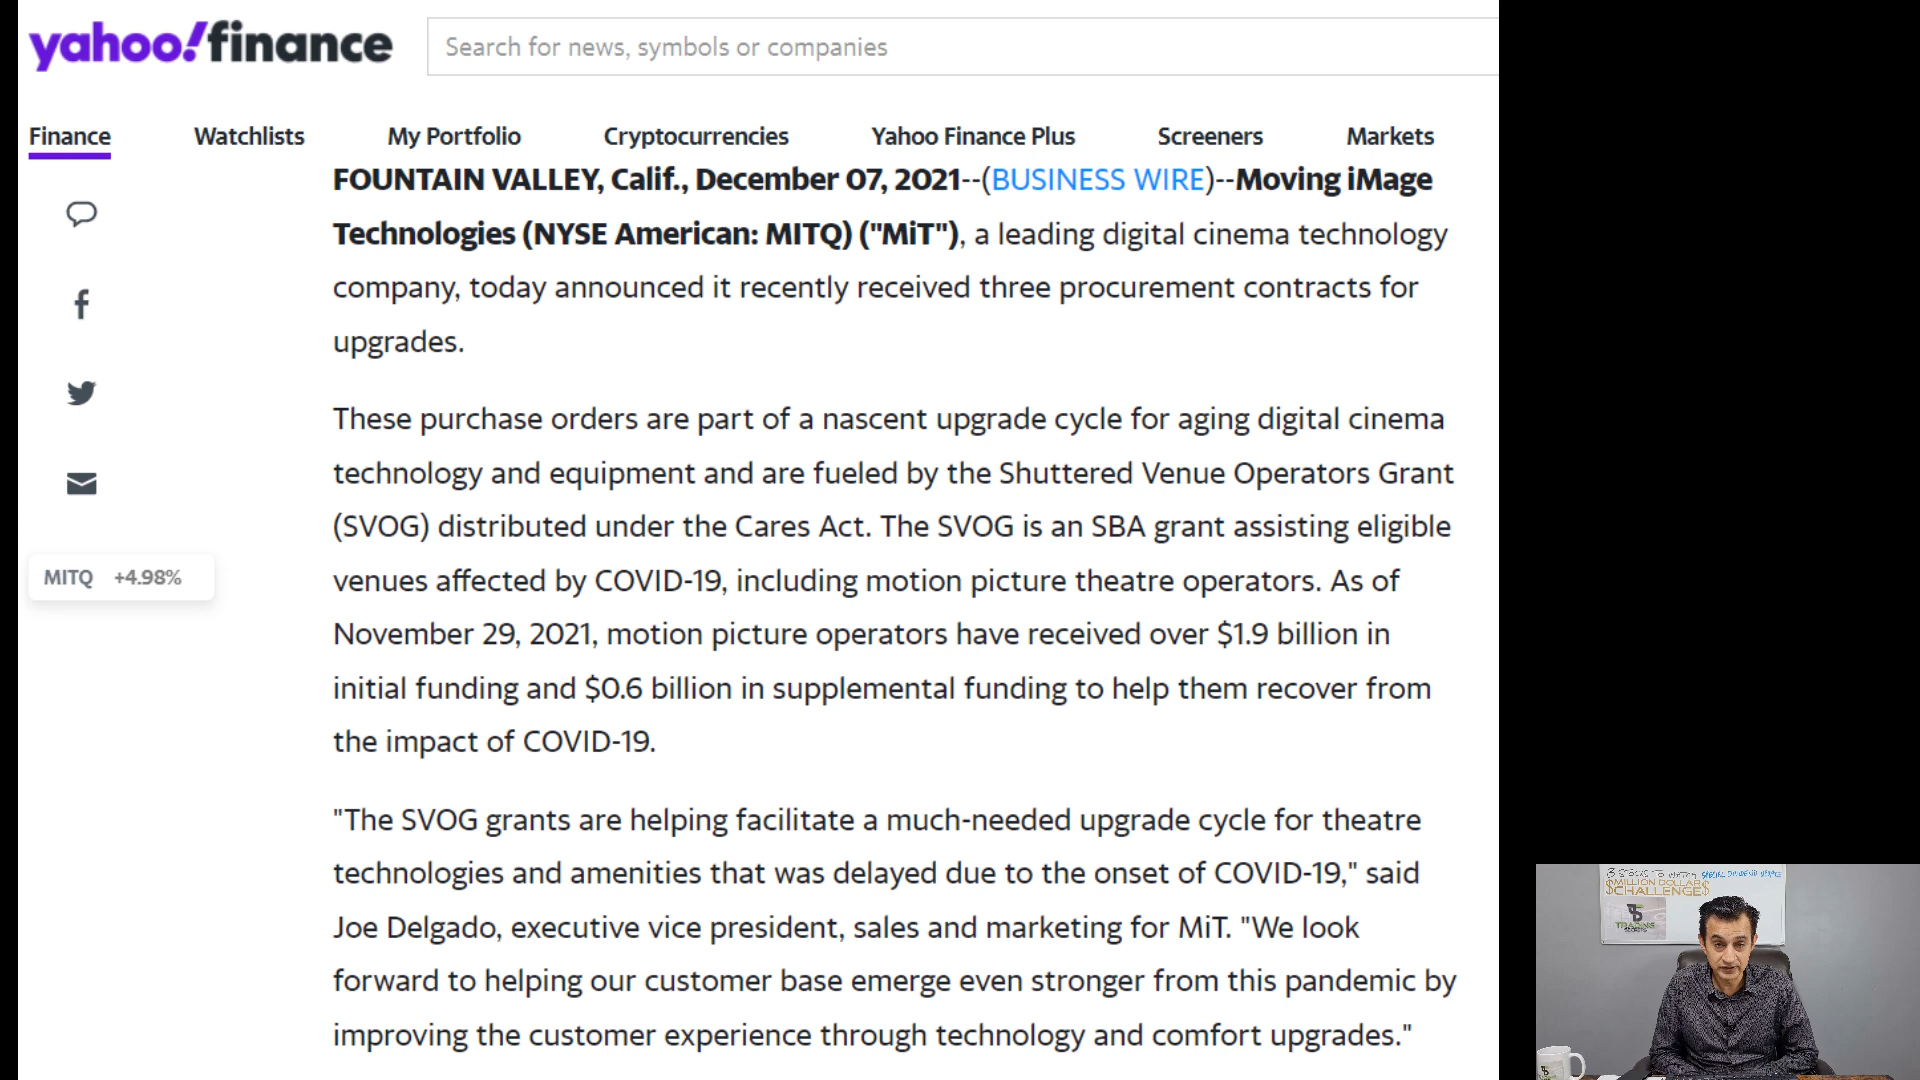 yahoo!finance
Search for news, symbols or companies
Finance Watchlists My Portfolio Cryptocurrencies Yahoo Finance Plus Screeners Markets
FOUNTAIN VALLEY, Calif., December 07, 2021--(BUSINESS WIRE)--Moving iMage
Technologies (NYSE American: MITQ) ("MiT"), a leading digital cinema technology
company, today announced it recently received three procurement contracts for
upgrades.
These purchase orders are part of a nascent upgrade cycle for aging digital cinema
technology and equipment and are fueled by the Shuttered Venue Operators Grant
(SVOG) distributed under the Cares Act. The SVOG is an SBA grant assisting eligible
venues affected by COVID-19, including motion picture theatre operators. As of
November 29, 2021, motion picture operators have received over $1.9 billion in
initial funding and $0.6 billion in supplemental funding to help them recover from
the impact of COVID-19.
"The SVOG grants are helping facilitate a much-needed upgrade cycle for theatre
technologies and amenities that was delayed due to the onset of COVID-19," said
Joe Delgado, executive vice president, sales and marketing for MiT. "We look
forward to helping our customer base emerge even stronger from this pandemic by
improving the customer experience through technology and comfort upgrades."
MITQ +4.98%
3 STOCKS TO WATCH SPECIAL DIVIDEND UPDATE
$MILLION DOLLAR$
$CHALLENGE$
TS
TRADING
SECRETS